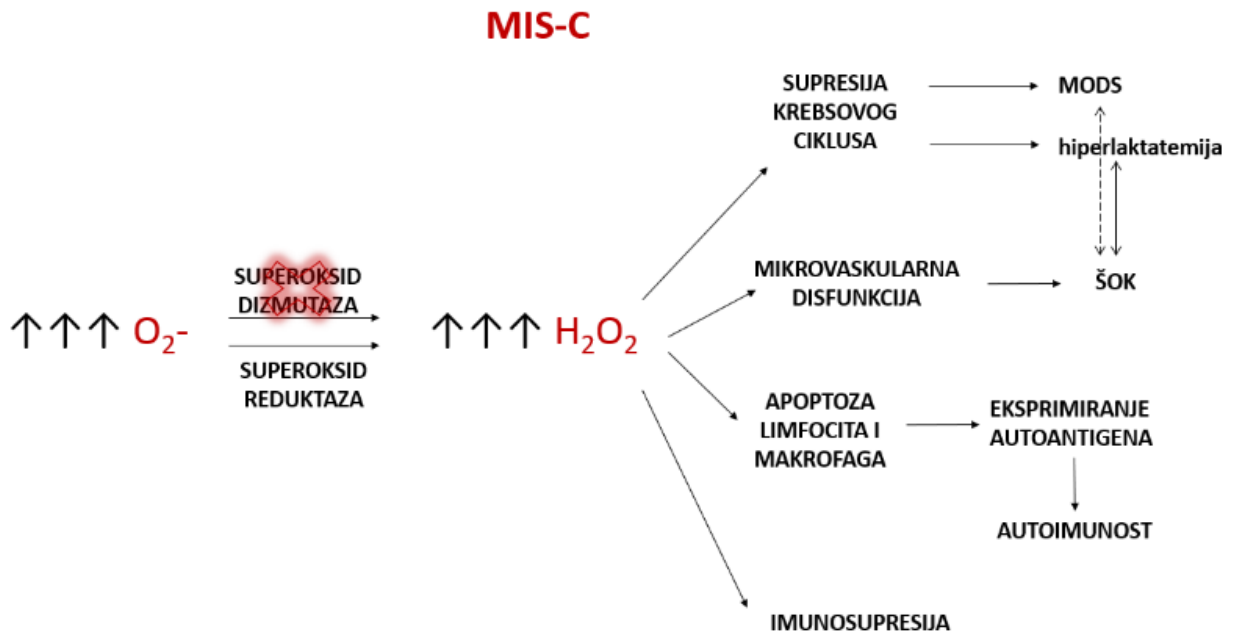 MIS-C
SUPRESIJA
KREBSOVOG
CIKLUSA
MODS
hiperlaktatemija
SUPEROKSID
DIZMUTAZA
↑↑↑ O₂-
SUPEROKSID
REDUKTAZA
↑↑↑ H₂O₂
MIKROVASKULARNA
DISFUNKCIJA
ŠOK
APOPTOZA
LIMFOCITA I
MAKROFAGA
EKSPRIMIRANJE
AUTOANTIGENA
AUTOIMUNOST
IMUNOSUPRESIJA